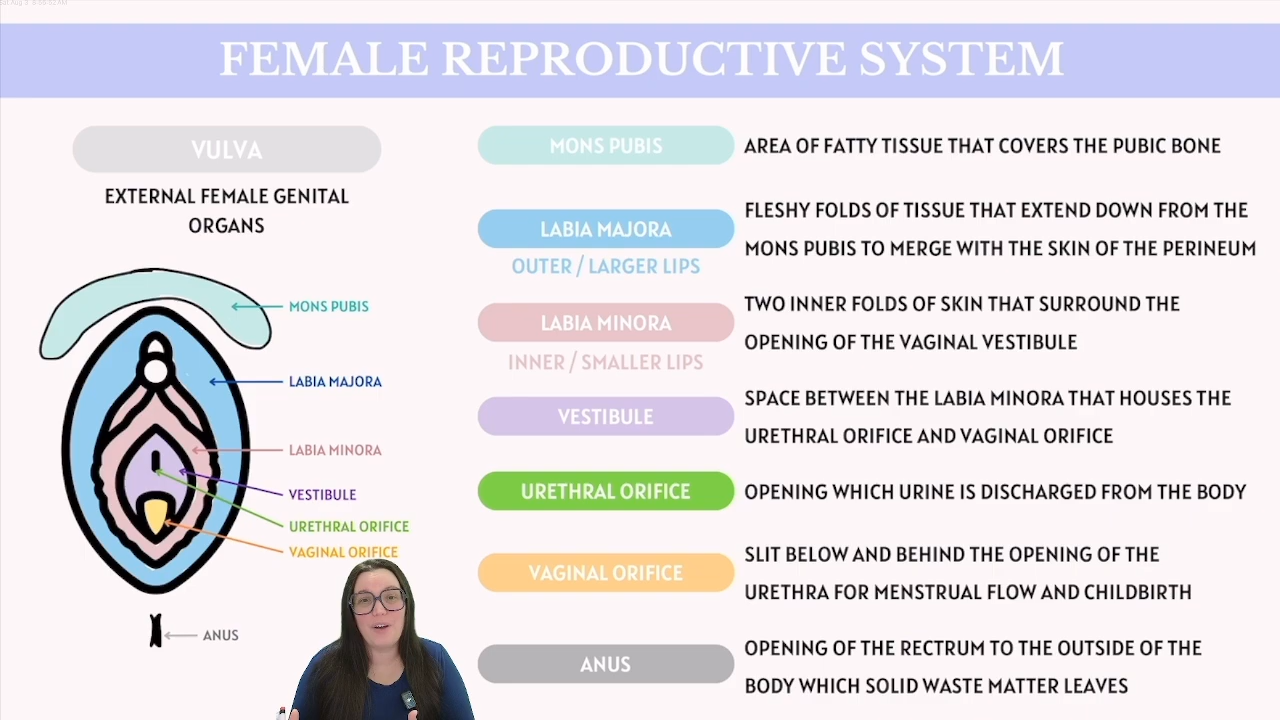 FEMALE REPRODUCTIVE SYSTEM
VULVA
EXTERNAL FEMALE GENITAL
ORGANS
MONS PUBIS
LABIA MAJORA
LABIA MINORA
VESTIBULE
URETHRAL ORIFICE
VAGINAL ORIFICE
ANUS
MONS PUBIS
AREA OF FATTY TISSUE THAT COVERS THE PUBIC BONE
LABIA MAJORA
OUTER / LARGER LIPS
FLESHY FOLDS OF TISSUE THAT EXTEND DOWN FROM THE
MONS PUBIS TO MERGE WITH THE SKIN OF THE PERINEUM
LABIA MINORA
INNER / SMALLER LIPS
TWO INNER FOLDS OF SKIN THAT SURROUND THE
OPENING OF THE VAGINAL VESTIBULE
VESTIBULE
SPACE BETWEEN THE LABIA MINORA THAT HOUSES THE
URETHRAL ORIFICE AND VAGINAL ORIFICE
URETHRAL ORIFICE
OPENING WHICH URINE IS DISCHARGED FROM THE BODY
VAGINAL ORIFICE
SLIT BELOW AND BEHIND THE OPENING OF THE
URETHRA FOR MENSTRUAL FLOW AND CHILDBIRTH
ANUS
OPENING OF THE RECTRUM TO THE OUTSIDE OF THE
BODY WHICH SOLID WASTE MATTER LEAVES